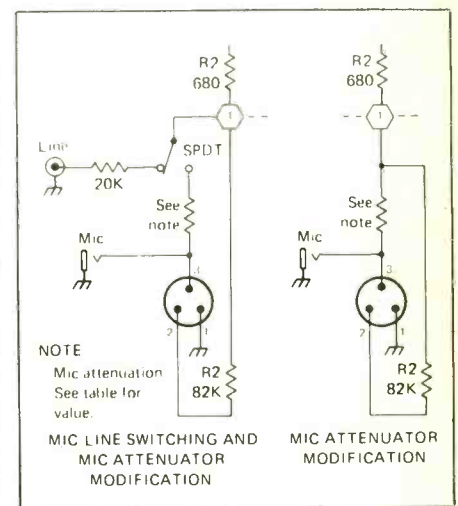 R2
680
1
Line
20K
SPDT
See
note
Mic
3
2
1
R2
82K
NOTE
Mic attenuation
See table for
value.
MIC LINE SWITCHING AND
MIC ATTENUATOR
MODIFICATION
R2
680
1
See
note
Mic
3
2
1
R2
82K
MIC ATTENUATOR
MODIFICATION